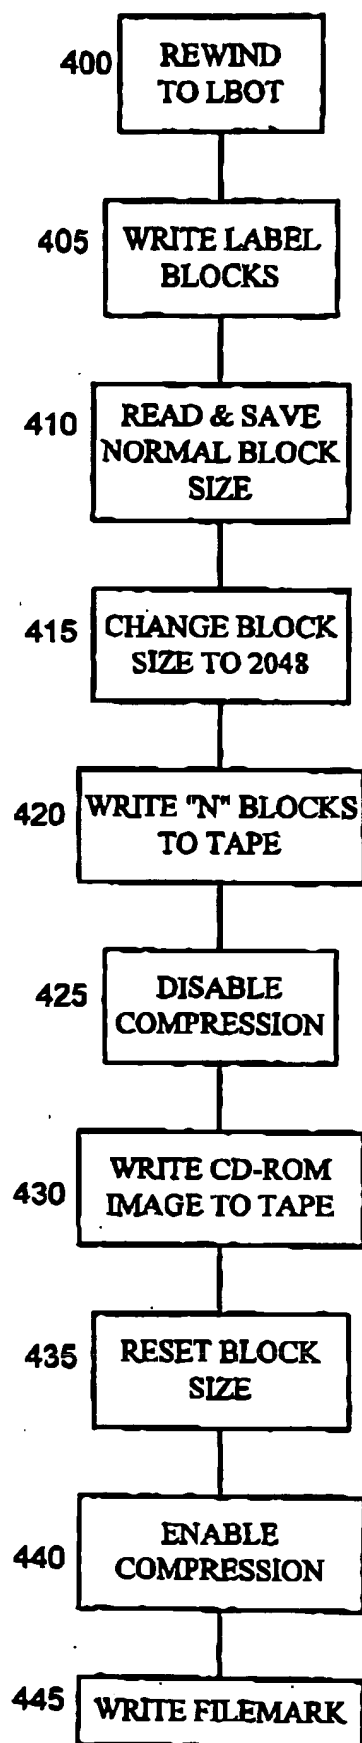 400 REWIND
TO LBOT
405 WRITE LABEL
BLOCKS
410 READ & SAVE
NORMAL BLOCK
SIZE
415 CHANGE BLOCK
SIZE TO 2048
420 WRITE "N" BLOCKS
TO TAPE
425 DISABLE
COMPRESSION
430 WRITE CD-ROM
IMAGE TO TAPE
435 RESET BLOCK
SIZE
440 ENABLE
COMPRESSION
445 WRITE FILEMARK